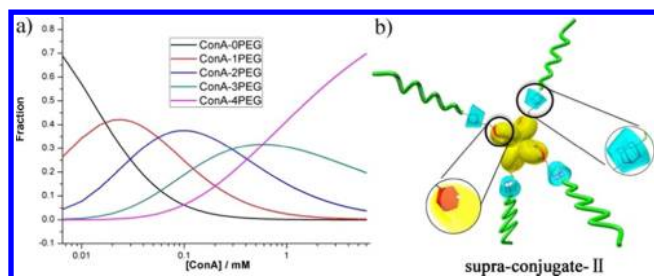 a)
b)
0.8
0.7
0.6
0.5
0.4
0.3
0.2
0.1
0.0
-0.1
Fraction
ConA-0PEG
ConA-1PEG
ConA-2PEG
ConA-3PEG
ConA-4PEG
0.01
0.1
1
[ConA] / mM
supra-conjugate-II